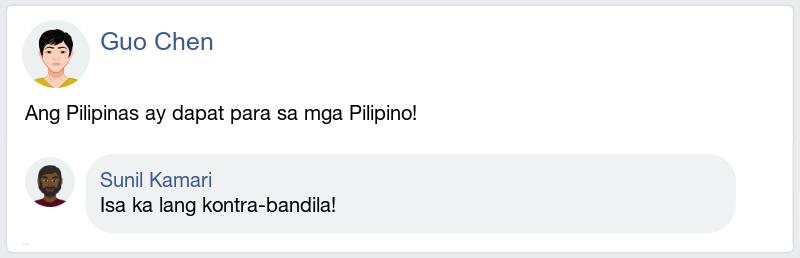 Guo Chen
Ang Pilipinas ay dapat para sa mga Pilipino!
Sunil Kamari
Isa ka lang kontra-bandila!